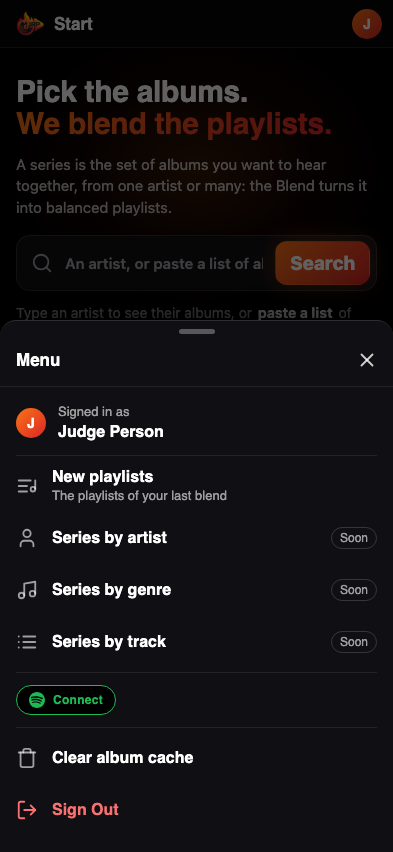 Start
J
Pick the albums.
We blend the playlists.
A series is the set of albums you want to hear
together, from one artist or many: the Blend turns it
into balanced playlists.
An artist, or paste a list of al
Search
Type an artist to see their albums, or paste a list of
Menu
J
Signed in as
Judge Person
New playlists
The playlists of your last blend
Series by artist
Soon
Series by genre
Soon
Series by track
Soon
Connect
Clear album cache
Sign Out